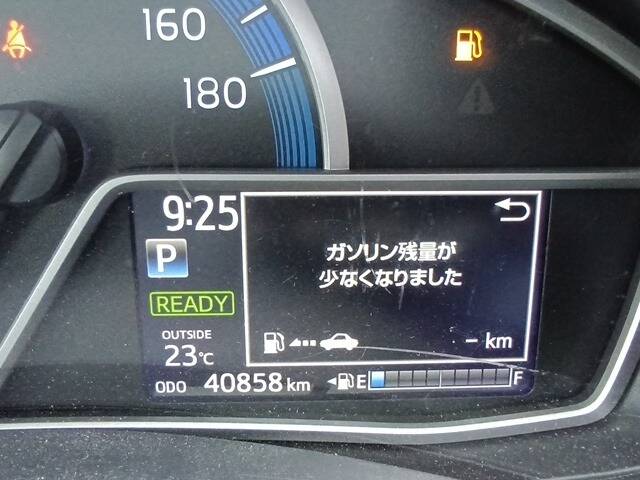 160
180
9:25
P
READY
OUTSIDE
23℃
ODO 40858 km
ガソリン残量が
少なくなりました
- km
E F